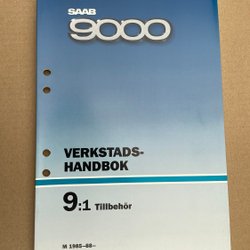 SAAB
9000
VERKSTADS-
HANDBOK
9:1 Tillbehör
M 1985-88-